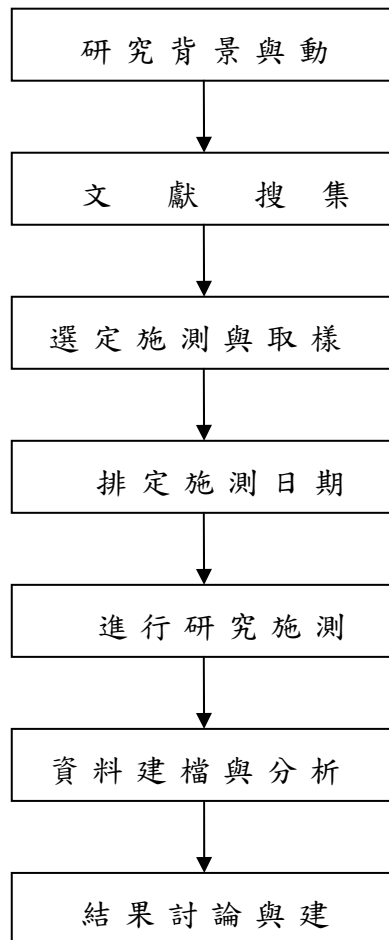 研究背景與動
文獻搜集
選定施測與取樣
排定施測日期
進行研究施測
資料建檔與分析
結果討論與建